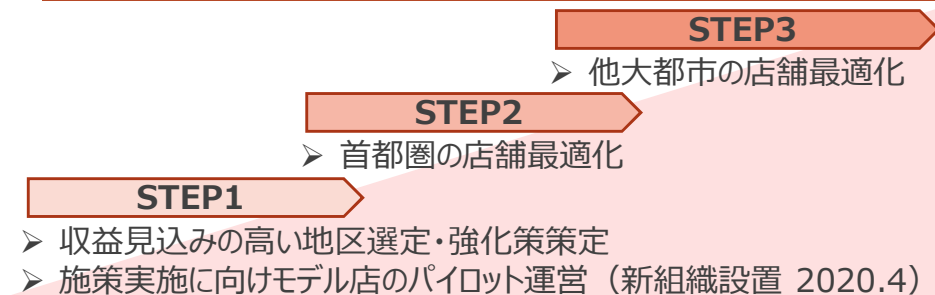 STEP3
➢ 他大都市の店舗最適化
STEP2
➢ 首都圏の店舗最適化
STEP1
➢ 収益見込みの高い地区選定・強化策策定
➢ 施策実施に向けモデル店のパイロット運営（新組織設置 2020.4）